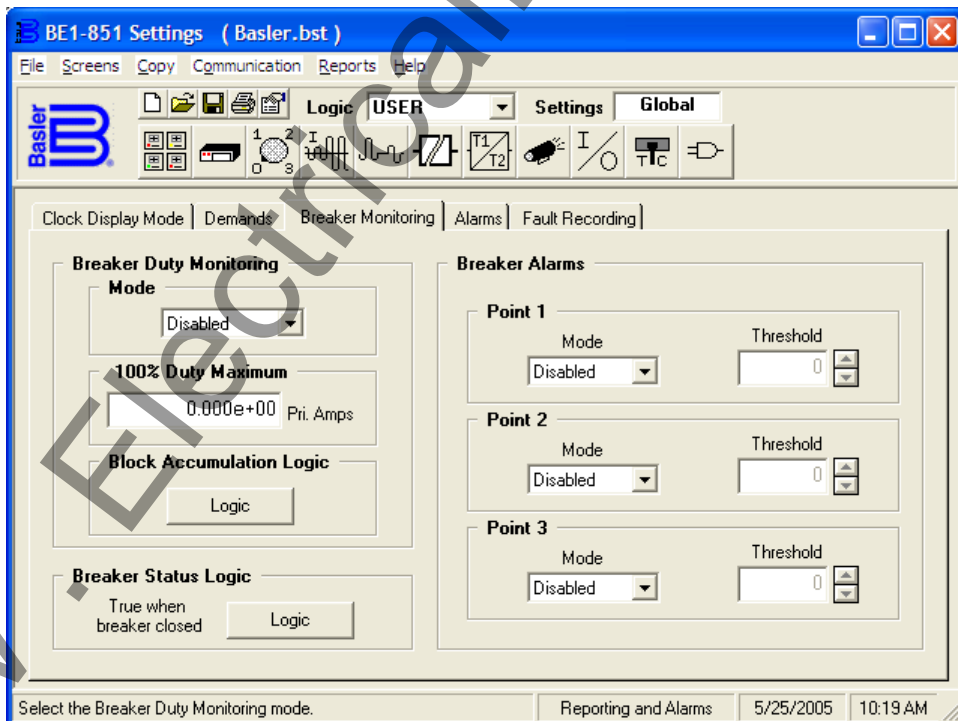 BE1-851 Settings ( Basler.bst )
File Screens Copy Communication Reports Help
Basler
Logic USER Settings Global
1 2 0 3 I T1 T2 I O T T C
Clock Display Mode Demands Breaker Monitoring Alarms Fault Recording
Breaker Duty Monitoring
Mode
Disabled
100% Duty Maximum
0.000e+00 Pri. Amps
Block Accumulation Logic
Logic
Breaker Status Logic
True when
breaker closed
Logic
Breaker Alarms
Point 1
Mode Threshold
Disabled 0
Point 2
Mode Threshold
Disabled 0
Point 3
Mode Threshold
Disabled 0
Select the Breaker Duty Monitoring mode. Reporting and Alarms 5/25/2005 10:19 AM
. Electrical